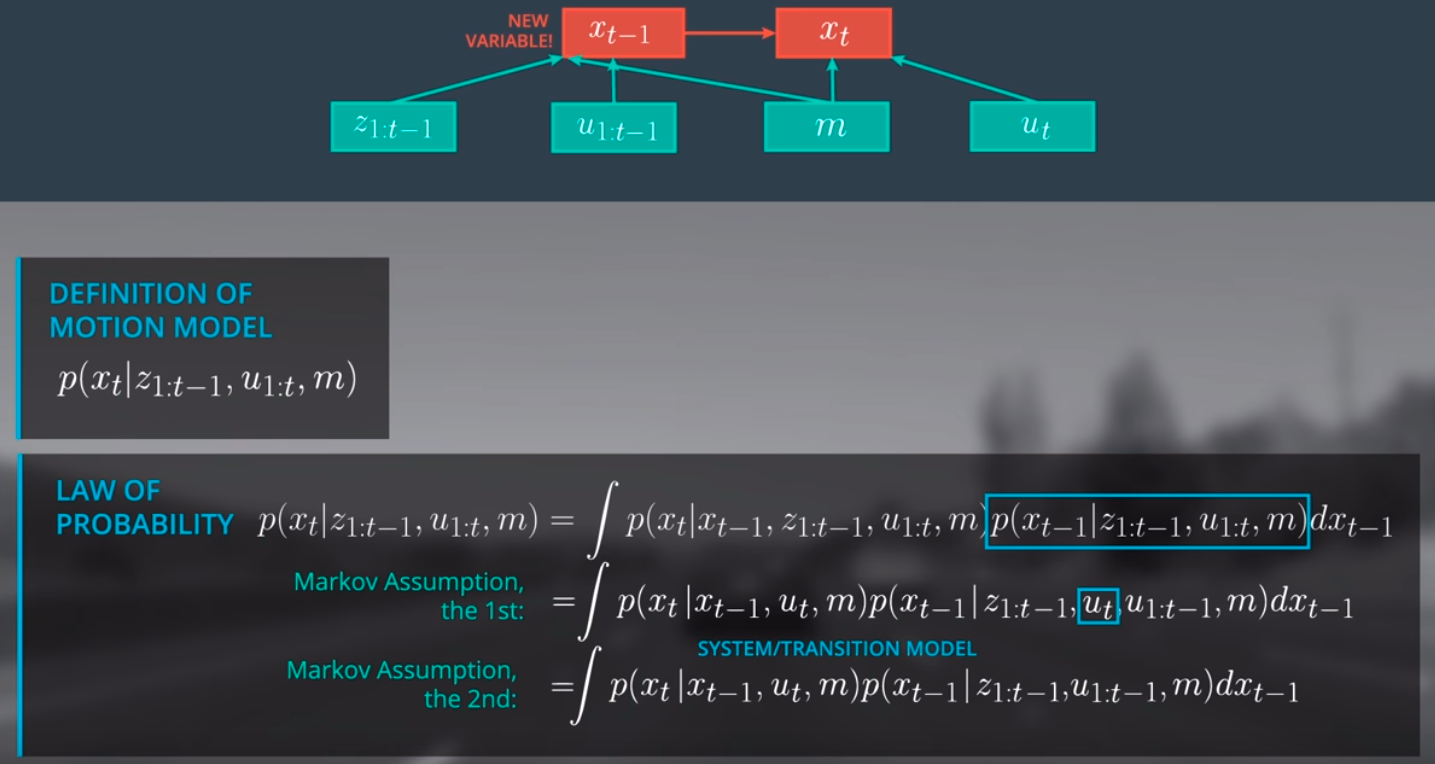 NEW
VARIABLE!
x_{t−1}
x_t
z_{1:t−1}
u_{1:t−1}
m
u_t
DEFINITION OF
MOTION MODEL
p(x_t|z_{1:t−1}, u_{1:t}, m)
LAW OF
PROBABILITY
p(x_t|z_{1:t−1}, u_{1:t}, m) = ∫ p(x_t|x_{t−1}, z_{1:t−1}, u_{1:t}, m)p(x_{t−1}|z_{1:t−1}, u_{1:t}, m)dx_{t−1}
Markov Assumption,
the 1st:
= ∫ p(x_t|x_{t−1}, u_t, m)p(x_{t−1}|z_{1:t−1}, u_t, u_{1:t−1}, m)dx_{t−1}
SYSTEM/TRANSITION MODEL
Markov Assumption,
the 2nd:
= ∫ p(x_t|x_{t−1}, u_t, m)p(x_{t−1}|z_{1:t−1},u_{1:t−1}, m)dx_{t−1}